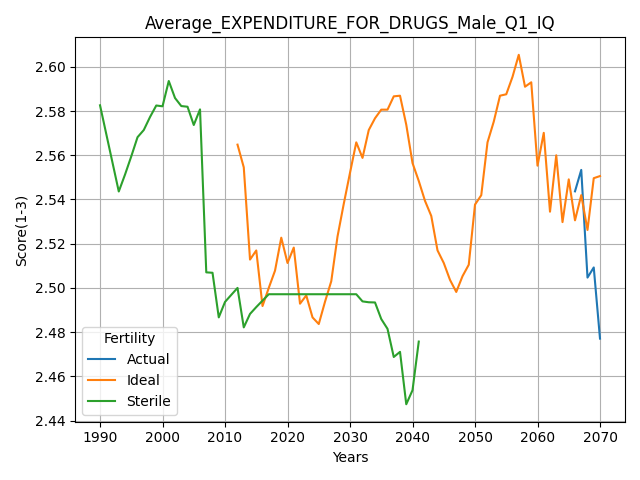 Average_EXPENDITURE_FOR_DRUGS_Male_Q1_IQ
2.60
2.58
2.56
2.54
2.52
2.50
2.48
2.46
2.44
Score(1-3)
Fertility
Actual
Ideal
Sterile
1990 2000 2010 2020 2030 2040 2050 2060 2070
Years